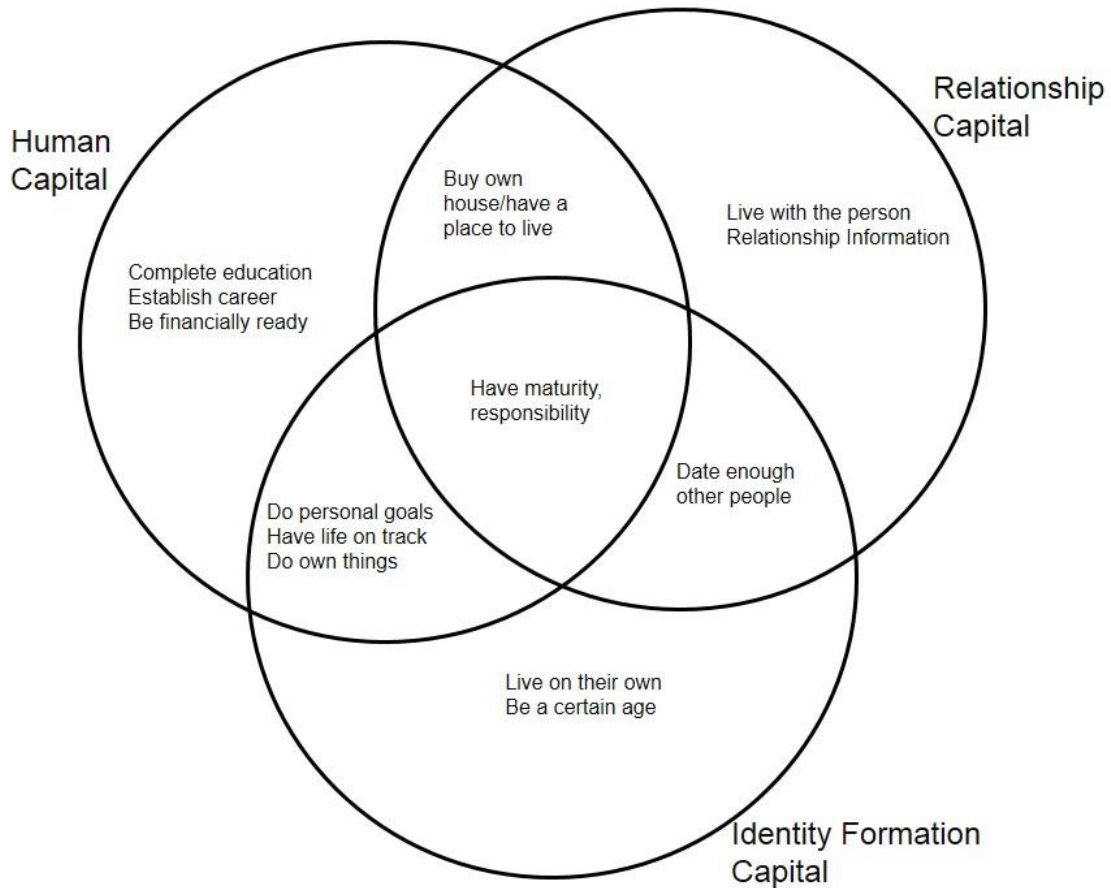 Human
Capital
Relationship
Capital
Buy own
house/have a
place to live
Live with the person
Relationship Information
Complete education
Establish career
Be financially ready
Have maturity,
responsibility
Date enough
other people
Do personal goals
Have life on track
Do own things
Live on their own
Be a certain age
Identity Formation
Capital